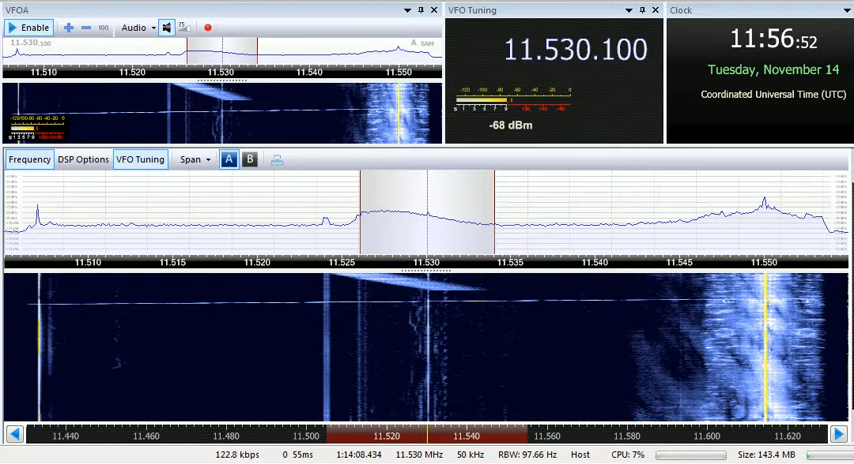 VFOA
Enable 100 Audio 75
11.530.100 A SAM
11.510 11.520 11.530 11.540 11.550
VFO Tuning
11.530.100
-68 dBm
Clock
11:56:52
Tuesday, November 14
Coordinated Universal Time (UTC)
Frequency DSP Options VFO Tuning Span A B
11.510 11.515 11.520 11.525 11.530 11.535 11.540 11.545 11.550
11.440 11.460 11.480 11.500 11.520 11.540 11.560 11.580 11.600 11.620
122.8 kbps 0 55ms 1:14:08.434 11.530 MHz 50 kHz RBW: 97.66 Hz Host CPU: 7% Size: 143.4 MB